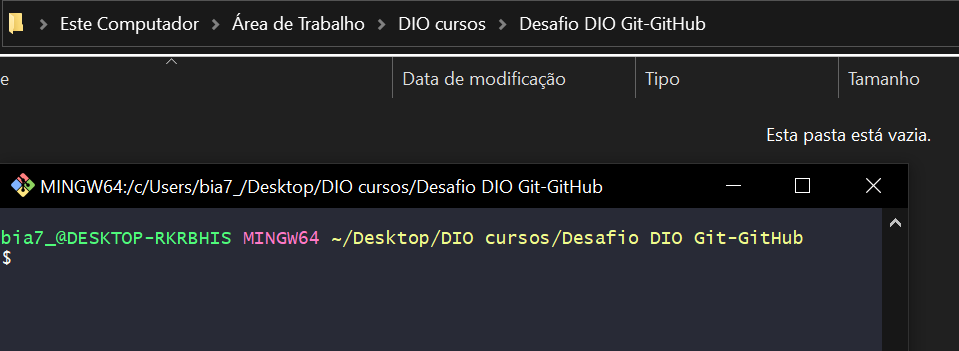 Este Computador > Área de Trabalho > DIO cursos > Desafio DIO Git-GitHub
e Data de modificação Tipo Tamanho
Esta pasta está vazia.
MINGW64:/c/Users/bia7_/Desktop/DIO cursos/Desafio DIO Git-GitHub
bia7_@DESKTOP-RKRBHIS MINGW64 ~/Desktop/DIO cursos/Desafio DIO Git-GitHub
$